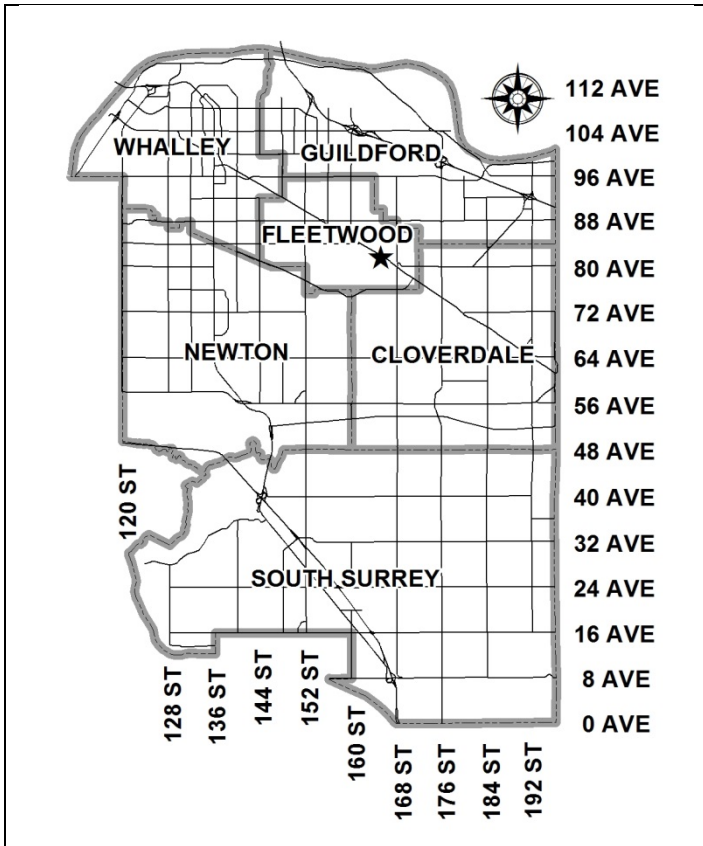 112 AVE
104 AVE
WHALLEY
GUILDFORD
96 AVE
88 AVE
FLEETWOOD
80 AVE
72 AVE
NEWTON
CLOVERDALE
64 AVE
56 AVE
48 AVE
40 AVE
120 ST
32 AVE
SOUTH SURREY
24 AVE
16 AVE
8 AVE
0 AVE
128 ST
136 ST
144 ST
152 ST
160 ST
168 ST
176 ST
184 ST
192 ST